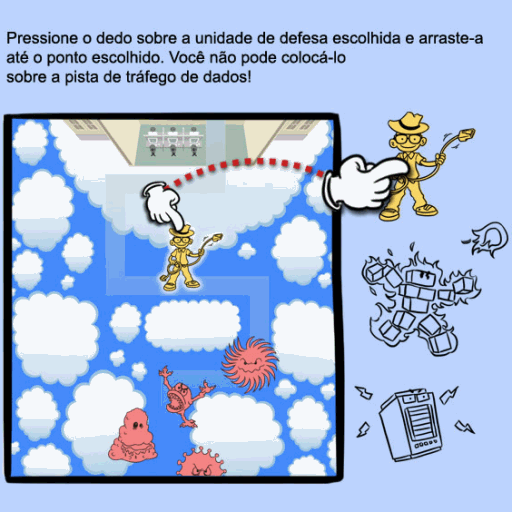 Pressione o dedo sobre a unidade de defesa escolhida e arraste-a
até o ponto escolhido. Você não pode colocá-lo
sobre a pista de tráfego de dados!